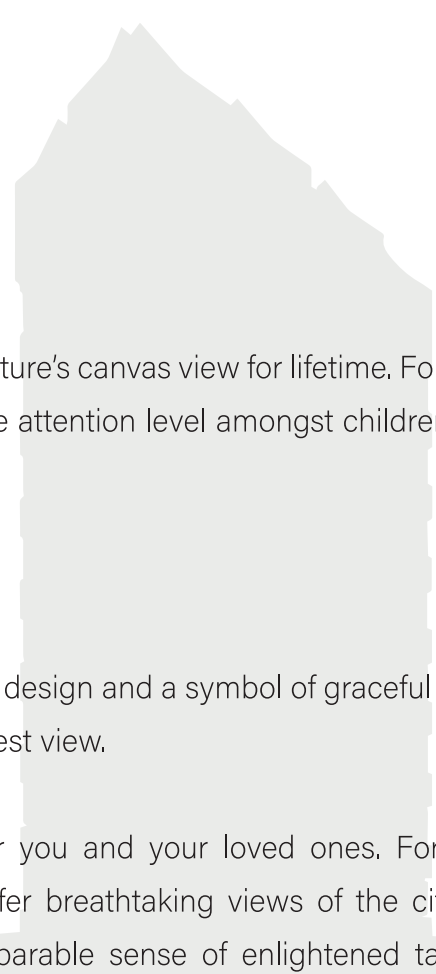 ture's canvas view for lifetime. Fo
e attention level amongst childre
design and a symbol of graceful
est view.
r you and your loved ones. For
fer breathtaking views of the ci
parable sense of enlightened ta